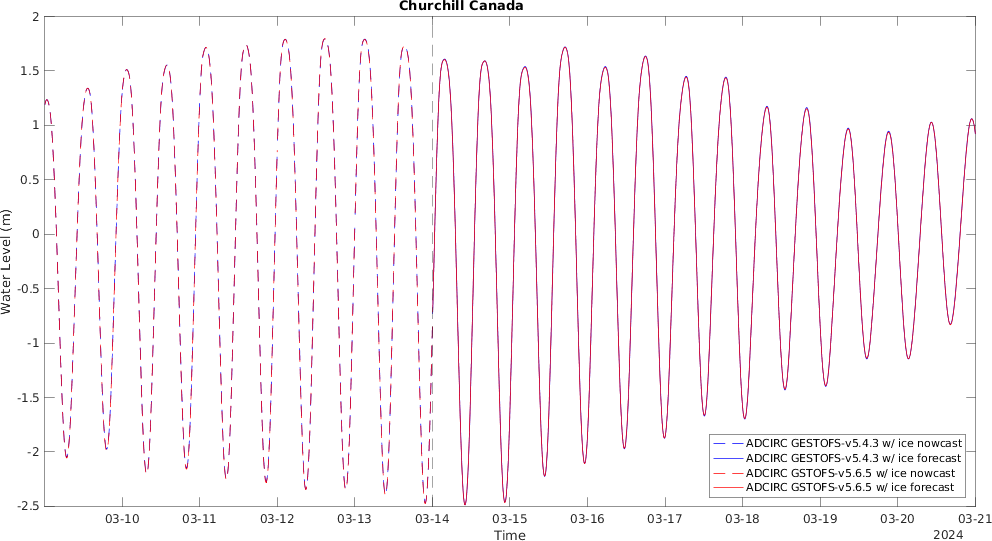 Churchill Canada
Water Level (m)
2
1.5
1
0.5
0
-0.5
-1
-1.5
-2
-2.5
ADCIRC GESTOFS-v5.4.3 w/ ice nowcast
ADCIRC GESTOFS-v5.4.3 w/ ice forecast
ADCIRC GSTOFS-v5.6.5 w/ ice nowcast
ADCIRC GSTOFS-v5.6.5 w/ ice forecast
03-10 03-11 03-12 03-13 03-14 03-15 03-16 03-17 03-18 03-19 03-20 03-21
Time
2024